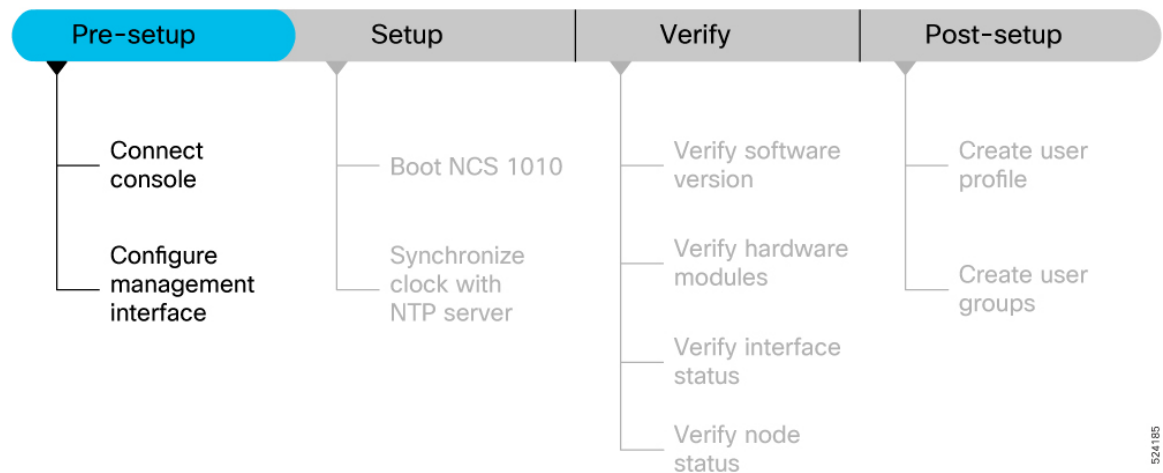 Pre-setup
Setup
Verify
Post-setup
Connect
console
Configure
management
interface
Boot NCS 1010
Synchronize
clock with
NTP server
Verify software
version
Verify hardware
modules
Verify interface
status
Verify node
status
Create user
profile
Create user
groups
524185